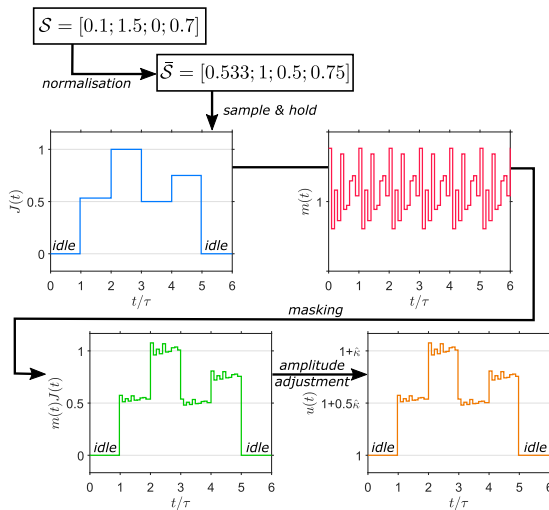 𝒮 = [0.1; 1.5; 0; 0.7]
normalisation
𝒮̄ = [0.533; 1; 0.5; 0.75]
sample & hold
J(t)
1
0.5
0
idle
idle
0 1 2 3 4 5 6
t/τ
m(t)
1
0 1 2 3 4 5 6
t/τ
masking
m(t)J(t)
1
0.5
0
idle
idle
0 1 2 3 4 5 6
t/τ
amplitude
adjustment
u(t)
1+κ̂
1+0.5κ̂
1
idle
idle
0 1 2 3 4 5 6
t/τ